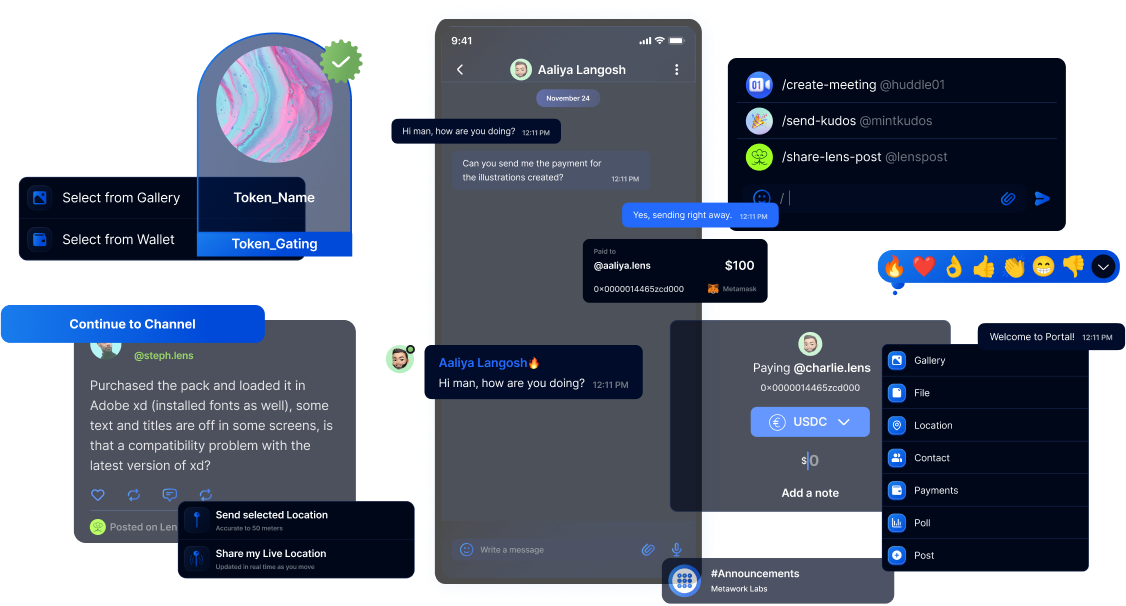 Select from Gallery
Select from Wallet
Token_Name
Token_Gating
Continue to Channel
@steph.lens
Purchased the pack and loaded it in
Adobe xd (installed fonts as well), some
text and titles are off in some screens, is
that a compatibility problem with the
latest version of xd?
Posted on Len
Send selected Location
Accurate to 50 meters
Share my Live Location
Updated in real time as you move
9:41
Aaliya Langosh
November 24
Hi man, how are you doing? 12:11 PM
Can you send me the payment for
the illustrations created? 12:11 PM
Yes, sending right away. 12:11 PM
Paid to
@aaliya.lens $100
0x0000014465zcd000 Metamask
Aaliya Langosh🔥
Hi man, how are you doing? 12:11 PM
Write a message
/create-meeting @huddle01
/send-kudos @mintkudos
/share-lens-post @lenspost
/
Paying @charlie.lens
0x0000014465zcd000
USDC
$0
Add a note
Welcome to Portal! 12:11 PM
Gallery
File
Location
Contact
Payments
Poll
Post
#Announcements
Metawork Labs